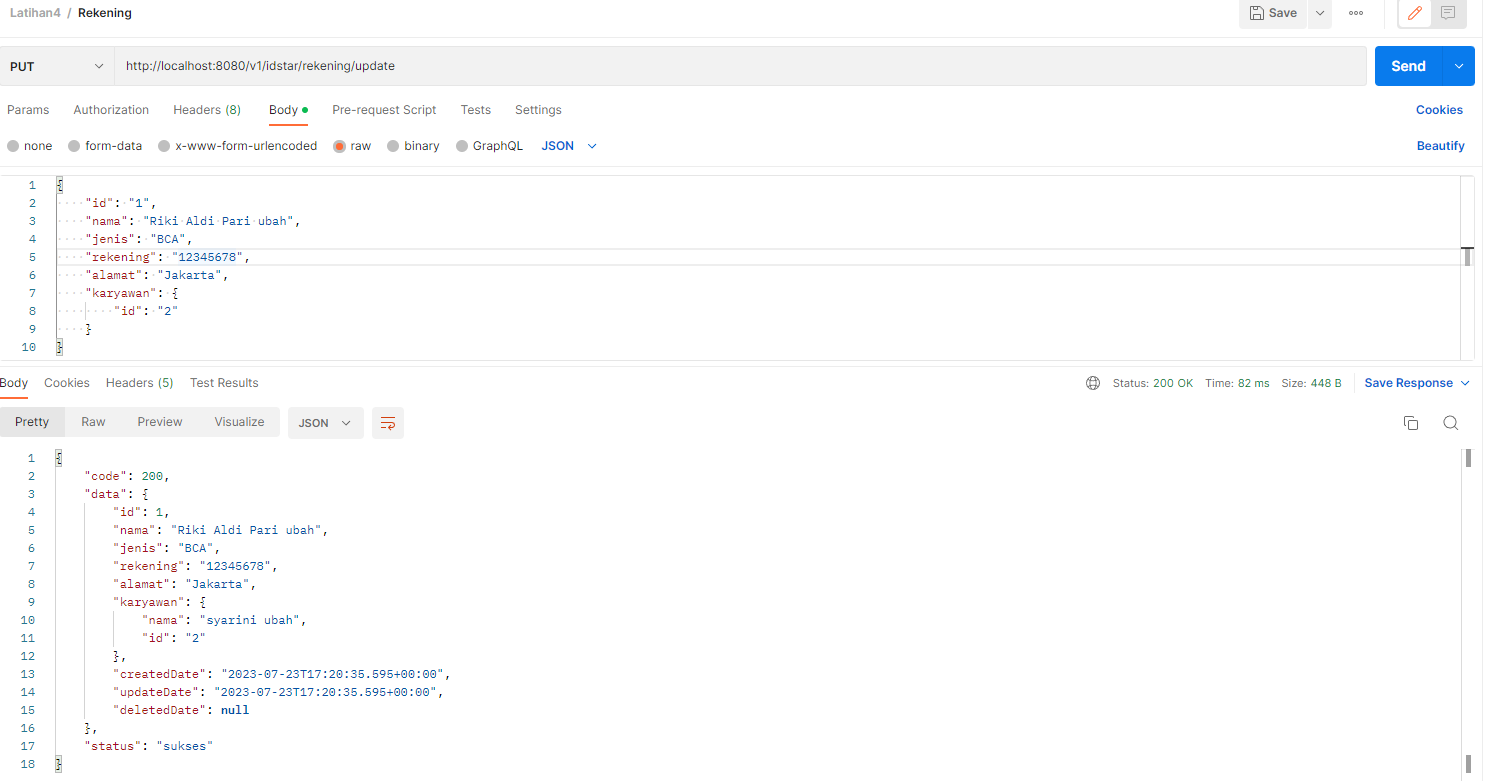 Latihan4 / Rekening Save
PUT http://localhost:8080/v1/idstar/rekening/update Send
Params Authorization Headers (8) Body Pre-request Script Tests Settings Cookies
none form-data x-www-form-urlencoded raw binary GraphQL JSON Beautify
1 {
2 "id": "1",
3 "nama": "Riki Aldi Pari ubah",
4 "jenis": "BCA",
5 "rekening": "12345678",
6 "alamat": "Jakarta",
7 "karyawan": {
8 "id": "2"
9 }
10 }
Body Cookies Headers (5) Test Results Status: 200 OK Time: 82 ms Size: 448 B Save Response
Pretty Raw Preview Visualize JSON
1 {
2 "code": 200,
3 "data": {
4 "id": 1,
5 "nama": "Riki Aldi Pari ubah",
6 "jenis": "BCA",
7 "rekening": "12345678",
8 "alamat": "Jakarta",
9 "karyawan": {
10 "nama": "syarini ubah",
11 "id": "2"
12 },
13 "createdDate": "2023-07-23T17:20:35.595+00:00",
14 "updateDate": "2023-07-23T17:20:35.595+00:00",
15 "deletedDate": null
16 },
17 "status": "sukses"
18 }